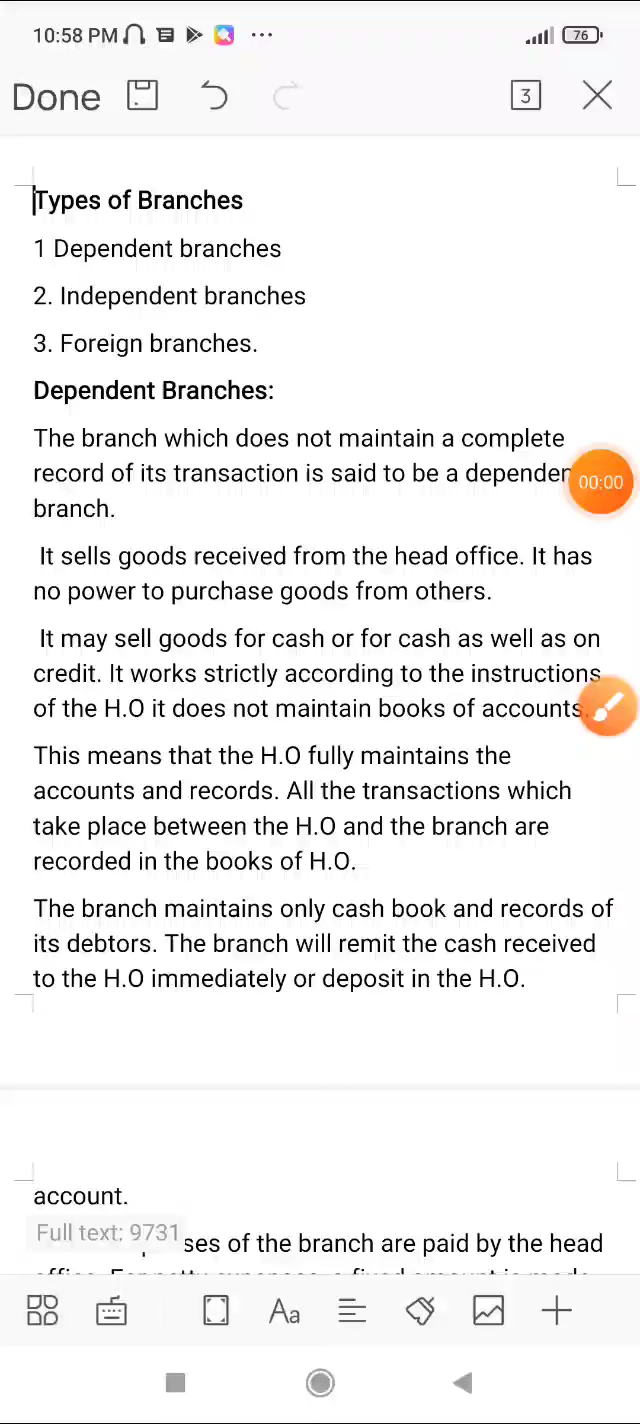 10:58 PM
76
Done
3
Types of Branches
1 Dependent branches
2. Independent branches
3. Foreign branches.
Dependent Branches:
The branch which does not maintain a complete
record of its transaction is said to be a dependen
00:00
branch.
It sells goods received from the head office. It has
no power to purchase goods from others.
It may sell goods for cash or for cash as well as on
credit. It works strictly according to the instructions
of the H.O it does not maintain books of accounts.
This means that the H.O fully maintains the
accounts and records. All the transactions which
take place between the H.O and the branch are
recorded in the books of H.O.
The branch maintains only cash book and records of
its debtors. The branch will remit the cash received
to the H.O immediately or deposit in the H.O.
account.
Full text: 9731
ses of the branch are paid by the head
Aa